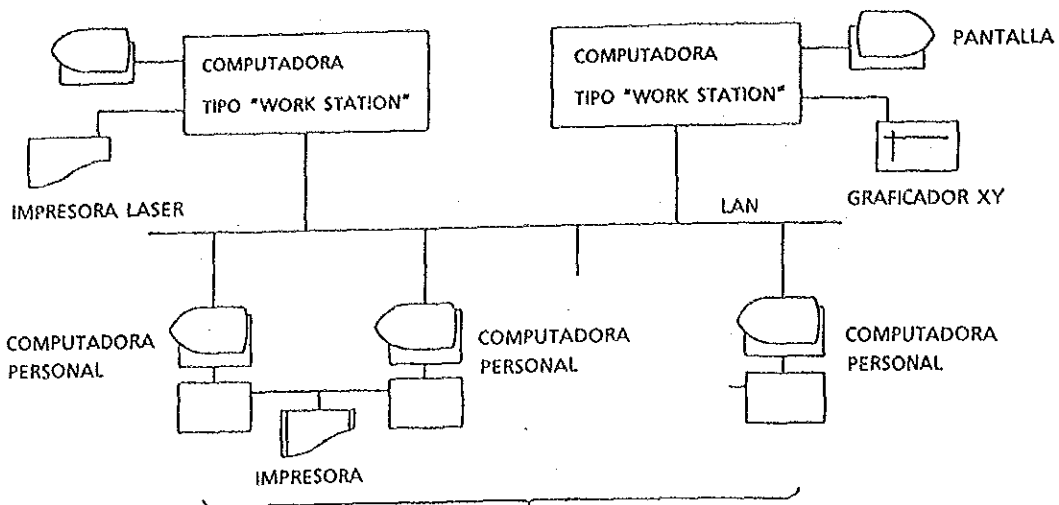 COMPUTADORA
TIPO "WORK STATION"
COMPUTADORA
TIPO "WORK STATION"
PANTALLA
IMPRESORA LASER
GRAFICADOR XY
LAN
COMPUTADORA
PERSONAL
COMPUTADORA
PERSONAL
COMPUTADORA
PERSONAL
IMPRESORA